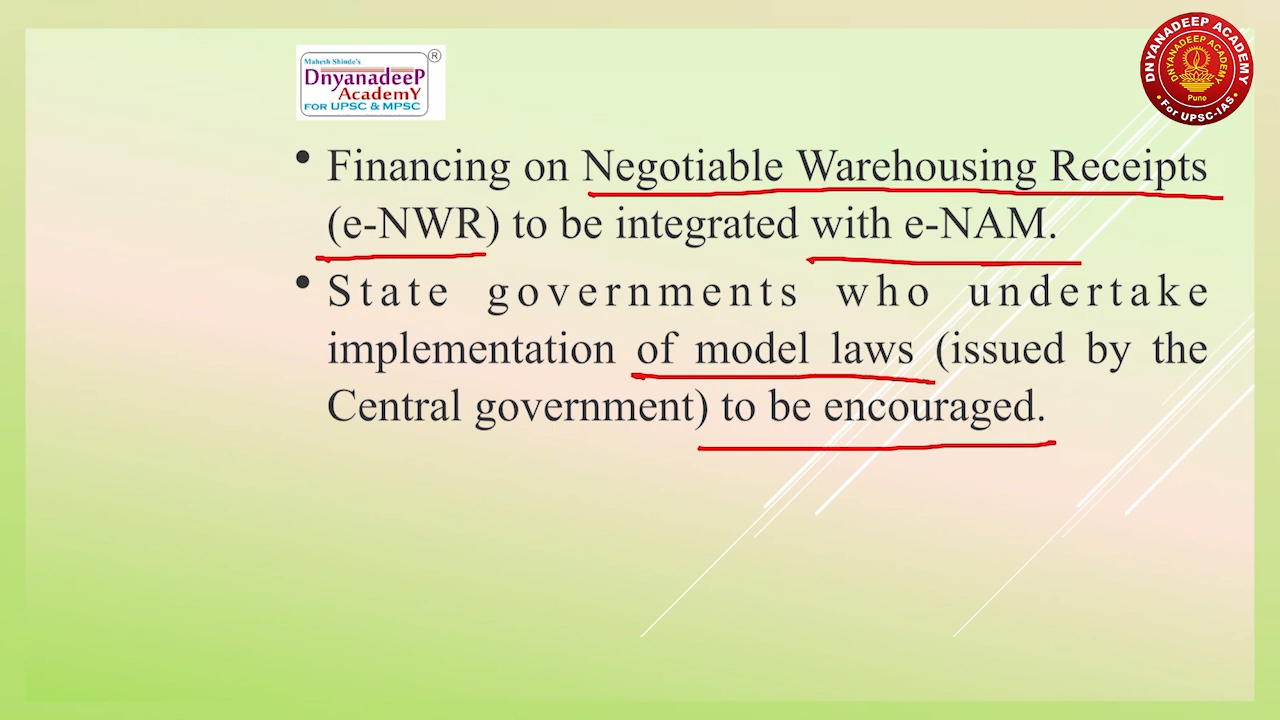 Mahesh Shinde's
DnyanadeeP
AcademY
FOR UPSC & MPSC
®
DNYANADEEP ACADEMY
DNYANADEEP ACADEMY
Pune
• For UPSC-IAS •
• Financing on Negotiable Warehousing Receipts
(e-NWR) to be integrated with e-NAM.
• State governments who undertake
implementation of model laws (issued by the
Central government) to be encouraged.